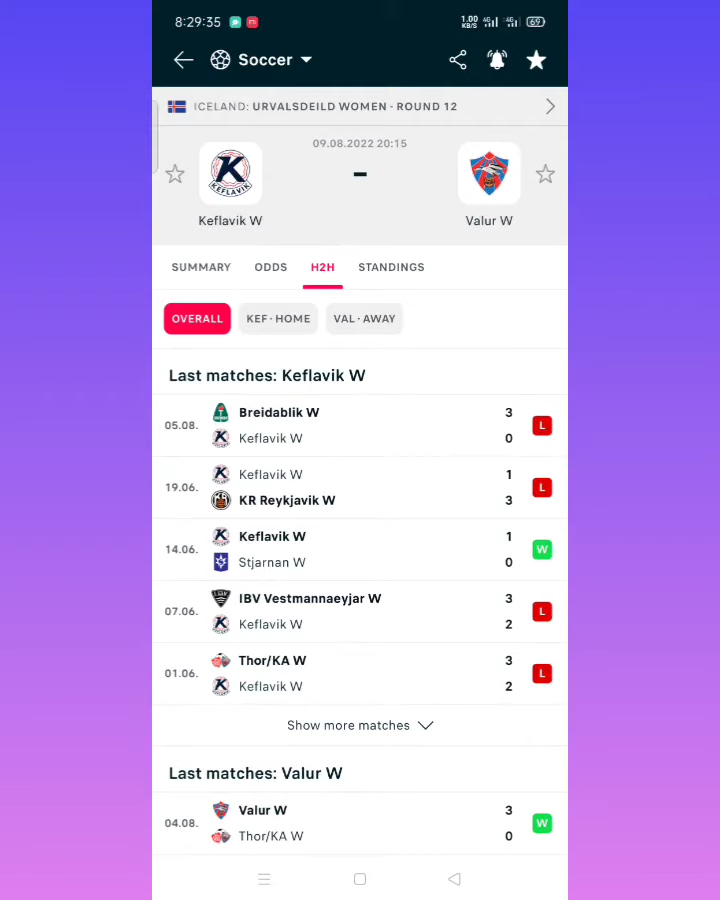 8:29:35 1.00 KB/S 4G 4G 69
Soccer
ICELAND: URVALSDEILD WOMEN - ROUND 12
09.08.2022 20:15
K
KEFLAVIK
-
Keflavik W Valur W
SUMMARY ODDS H2H STANDINGS
OVERALL KEF - HOME VAL - AWAY
Last matches: Keflavik W
05.08. Breidablik W 3 L
Keflavik W 0
19.06. Keflavik W 1 L
KR Reykjavik W 3
14.06. Keflavik W 1 W
Stjarnan W 0
07.06. IBV Vestmannaeyjar W 3 L
Keflavik W 2
01.06. Thor/KA W 3 L
Keflavik W 2
Show more matches
Last matches: Valur W
04.08. Valur W 3 W
Thor/KA W 0